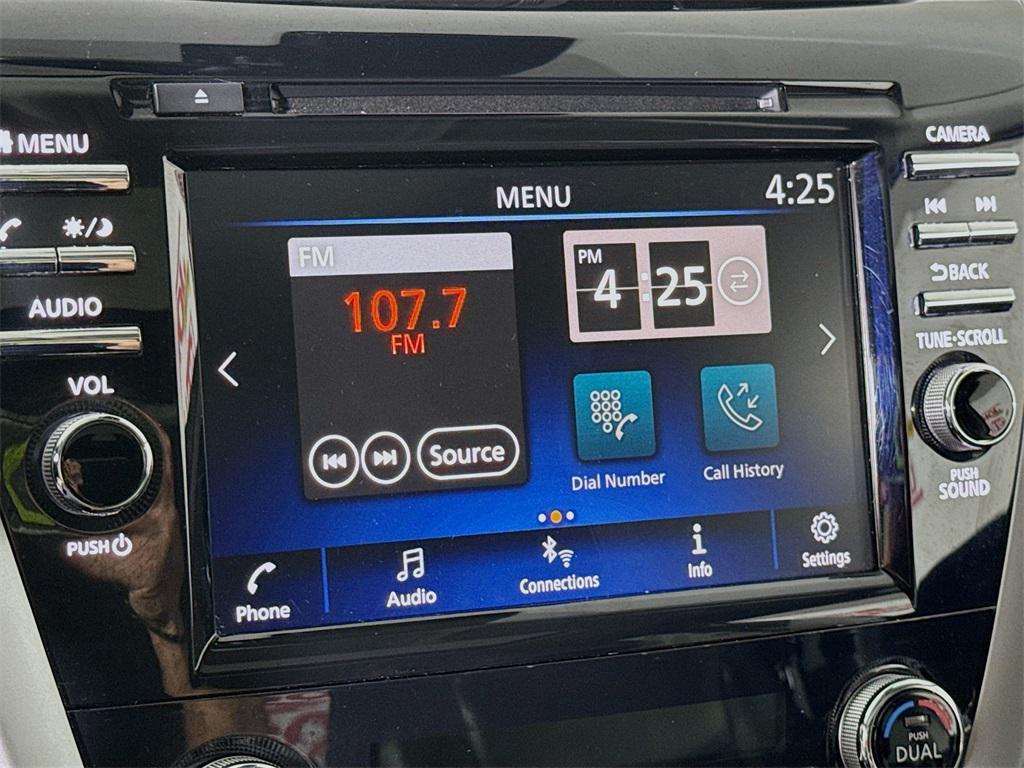 MENU
CAMERA
MENU
4:25
FM
PM
4:25
BACK
107.7
FM
AUDIO
TUNE·SCROLL
VOL
Source
Dial Number
Call History
PUSH
SOUND
PUSH
Phone
Audio
Connections
Info
Settings
PUSH
DUAL